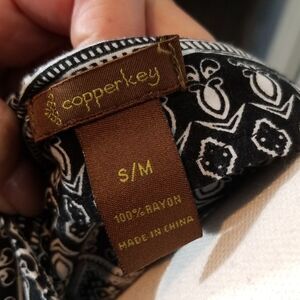 copperkey
S/M
100% RAYON
MADE IN CHINA